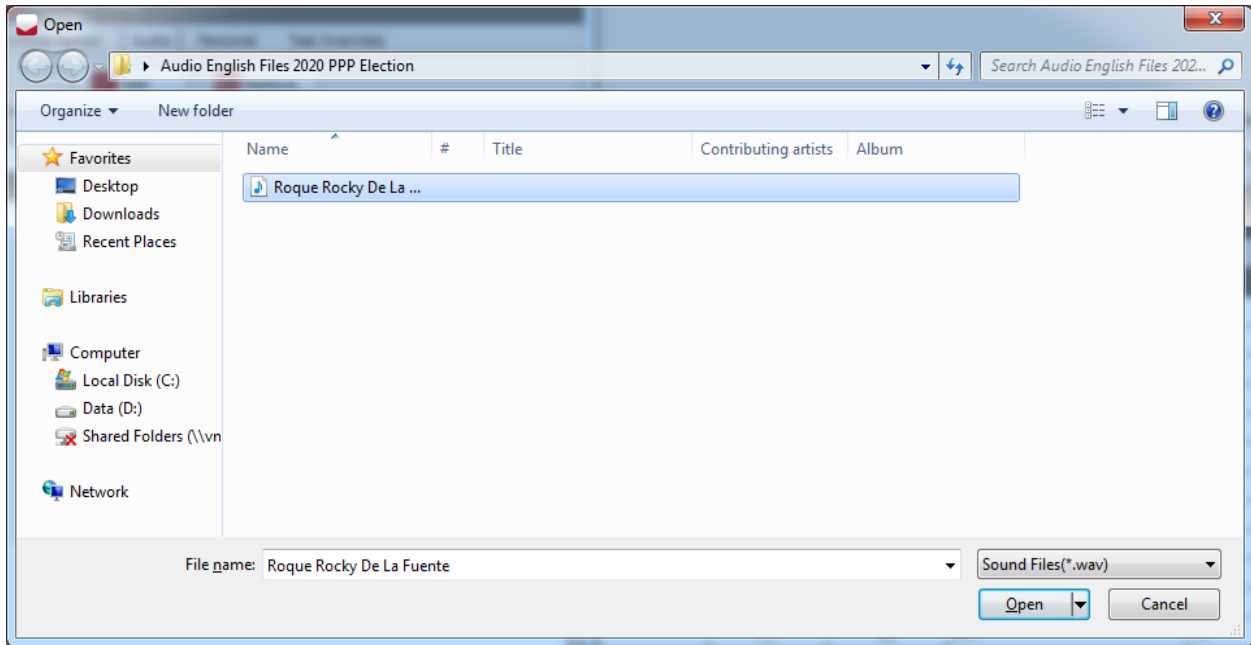 Open
Audio English Files 2020 PPP Election
Search Audio English Files 202...
Organize
New folder
Name # Title Contributing artists Album
Roque Rocky De La ...
Favorites
Desktop
Downloads
Recent Places
Libraries
Computer
Local Disk (C:)
Data (D:)
Shared Folders (\\vn
Network
File name: Roque Rocky De La Fuente
Sound Files(*.wav)
Open
Cancel